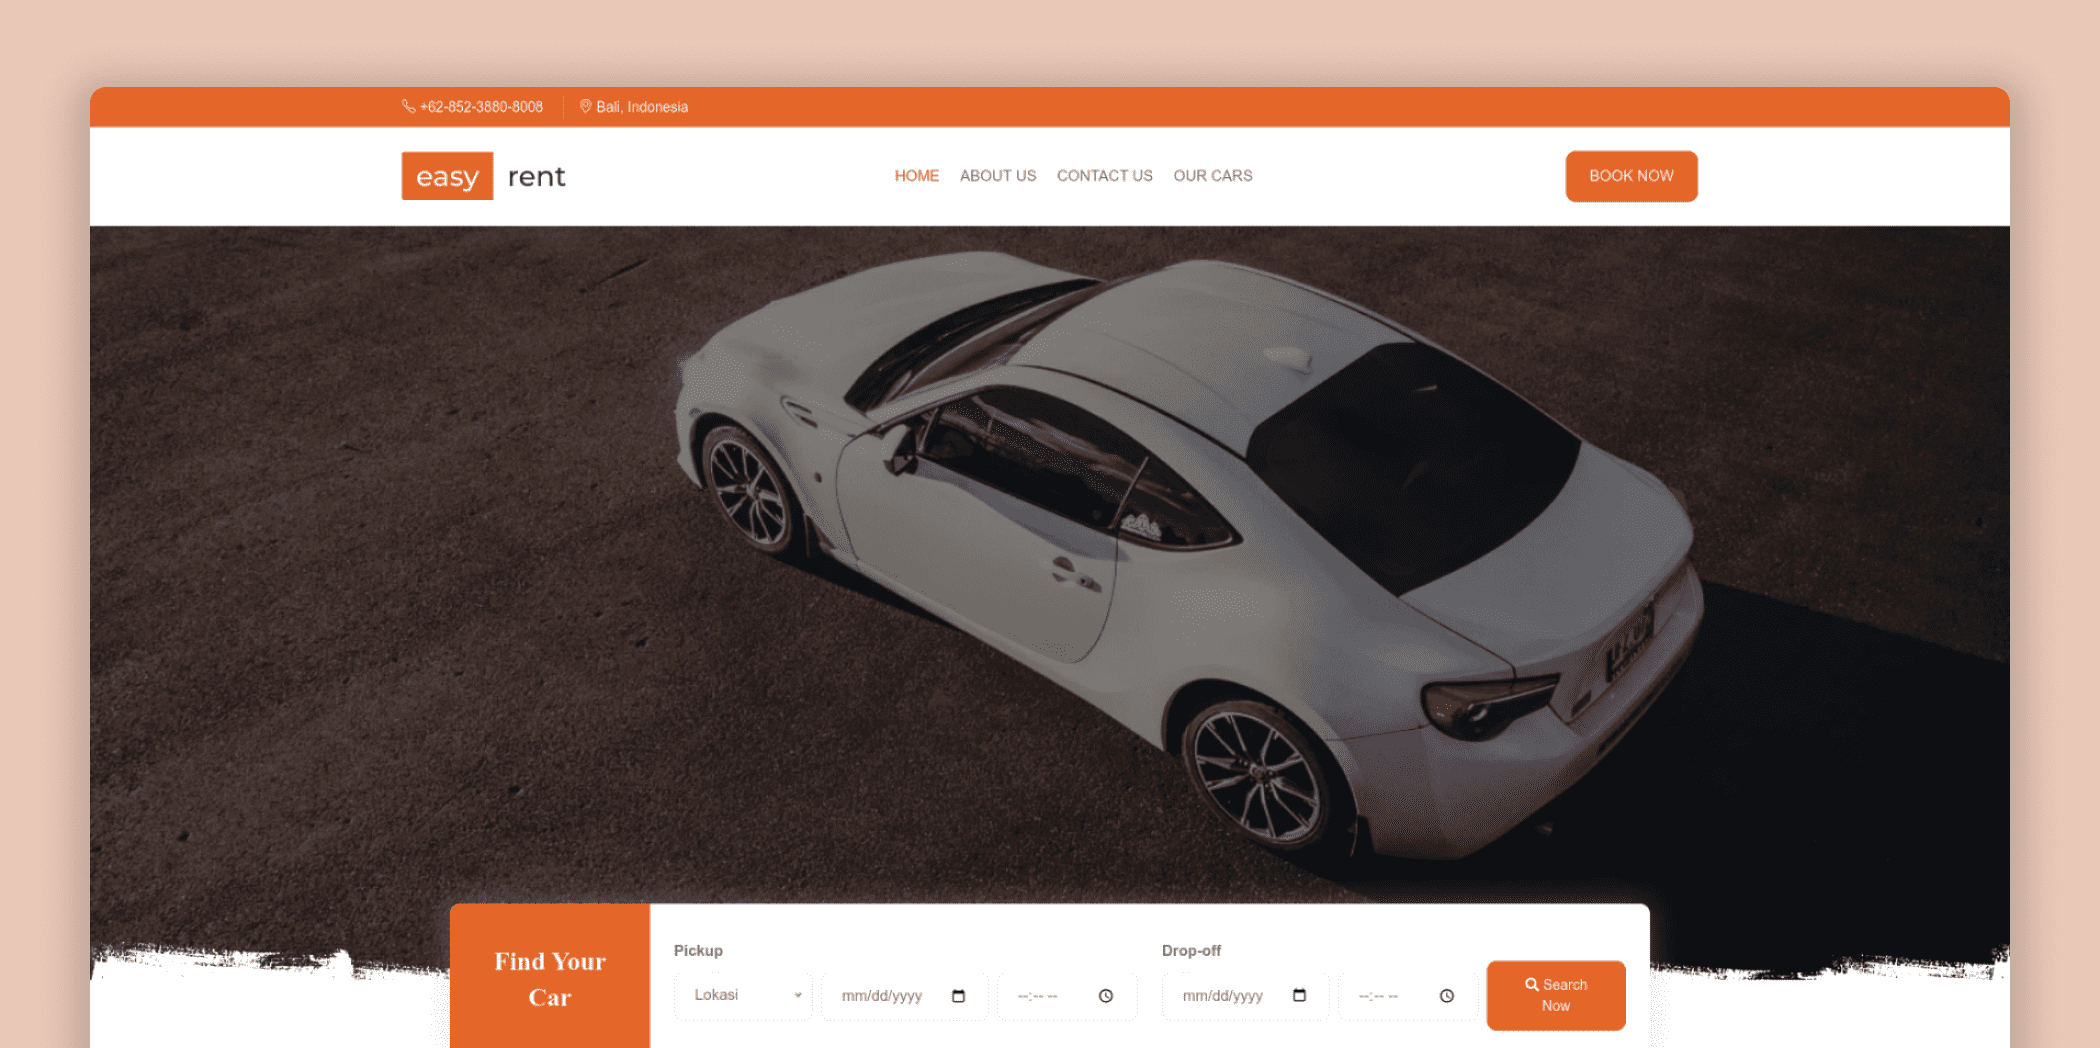 +62-852-3880-8008 Bali, Indonesia
easy rent
HOME ABOUT US CONTACT US OUR CARS
BOOK NOW
Find Your
Car
Pickup
Lokasi mm/dd/yyyy --:-- --
Drop-off
mm/dd/yyyy --:-- --
Search
Now